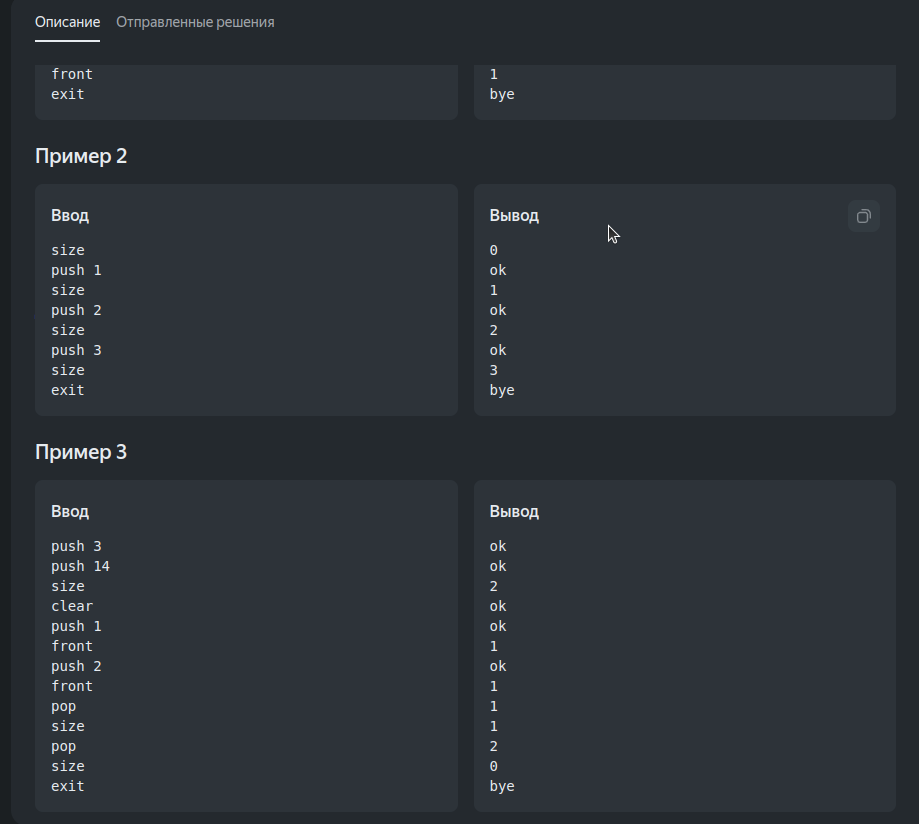 Описание Отправленные решения
front
exit
1
bye
Пример 2
Ввод
size
push 1
size
push 2
size
push 3
size
exit
Вывод
0
ok
1
ok
2
ok
3
bye
Пример 3
Ввод
push 3
push 14
size
clear
push 1
front
push 2
front
pop
size
pop
size
exit
Вывод
ok
ok
2
ok
ok
1
ok
1
1
1
2
0
bye